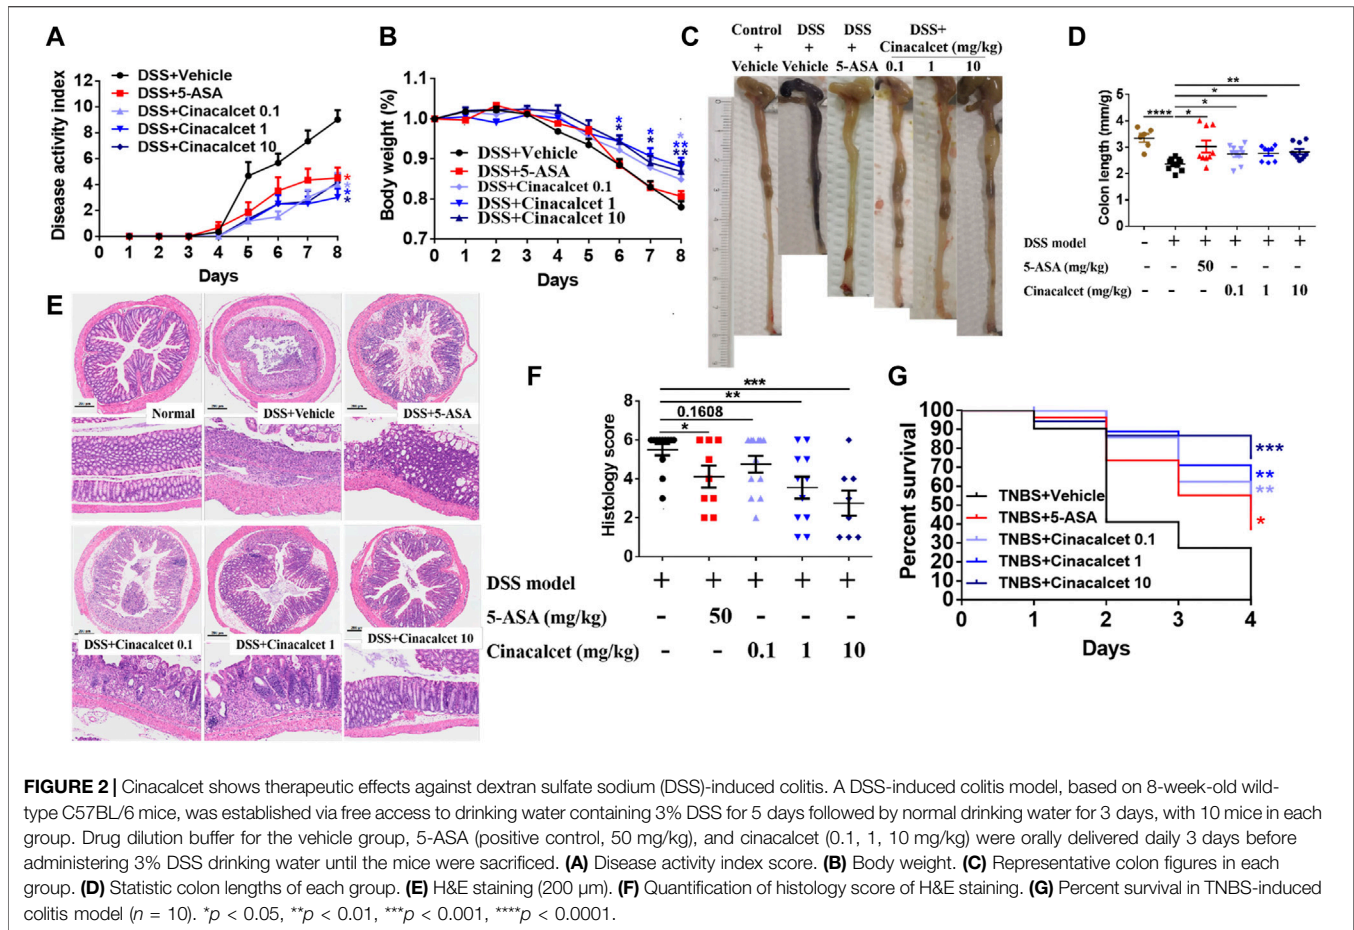 A
12
10
8
6
4
2
0
Disease activity index
DSS+Vehicle
DSS+5-ASA
DSS+Cinacalcet 0.1
DSS+Cinacalcet 1
DSS+Cinacalcet 10
*
*
*
*
0 1 2 3 4 5 6 7 8
Days
B
1.1
1.0
0.9
0.8
0.7
Body weight (%)
DSS+Vehicle
DSS+5-ASA
DSS+Cinacalcet 0.1
DSS+Cinacalcet 1
DSS+Cinacalcet 10
*
*
*
*
*
**
**
0 1 2 3 4 5 6 7 8
Days
C
Control DSS DSS DSS+
+ + + Cinacalcet (mg/kg)
Vehicle Vehicle 5-ASA 0.1 1 10
D
Colon length (mm/g)
5
4
3
2
1
0
**
*
*
**** *
DSS model - + + + + +
5-ASA (mg/kg) - - 50 - - -
Cinacalcet (mg/kg) - - - 0.1 1 10
E
Normal
DSS+Vehicle
DSS+5-ASA
DSS+Cinacalcet 0.1
DSS+Cinacalcet 1
DSS+Cinacalcet 10
F
Histology score
8
6
4
2
0
***
**
0.1608
*
DSS model + + + + +
5-ASA (mg/kg) - 50 - - -
Cinacalcet (mg/kg) - - 0.1 1 10
G
Percent survival
100
90
80
70
60
50
40
30
20
10
0
TNBS+Vehicle
TNBS+5-ASA
TNBS+Cinacalcet 0.1
TNBS+Cinacalcet 1
TNBS+Cinacalcet 10
***
**
**
*
0 1 2 3 4
Days
FIGURE 2 | Cinacalcet shows therapeutic effects against dextran sulfate sodium (DSS)-induced colitis. A DSS-induced colitis model, based on 8-week-old wild-
type C57BL/6 mice, was established via free access to drinking water containing 3% DSS for 5 days followed by normal drinking water for 3 days, with 10 mice in each
group. Drug dilution buffer for the vehicle group, 5-ASA (positive control, 50 mg/kg), and cinacalcet (0.1, 1, 10 mg/kg) were orally delivered daily 3 days before
administering 3% DSS drinking water until the mice were sacrificed. (A) Disease activity index score. (B) Body weight. (C) Representative colon figures in each
group. (D) Statistic colon lengths of each group. (E) H&E staining (200 μm). (F) Quantification of histology score of H&E staining. (G) Percent survival in TNBS-induced
colitis model (n = 10). *p < 0.05, **p < 0.01, ***p < 0.001, ****p < 0.0001.